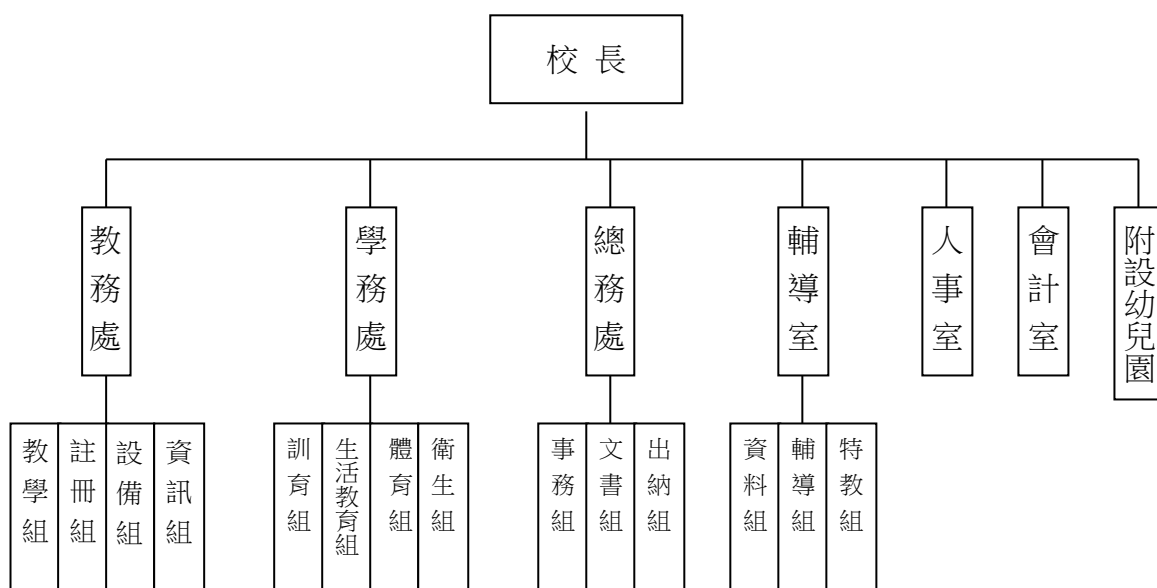 校長
教務處
學務處
總務處
輔導室
人事室
會計室
附設幼兒園
教學組
註冊組
設備組
資訊組
訓育組
生活教育組
體育組
衛生組
事務組
文書組
出納組
資料組
輔導組
特教組